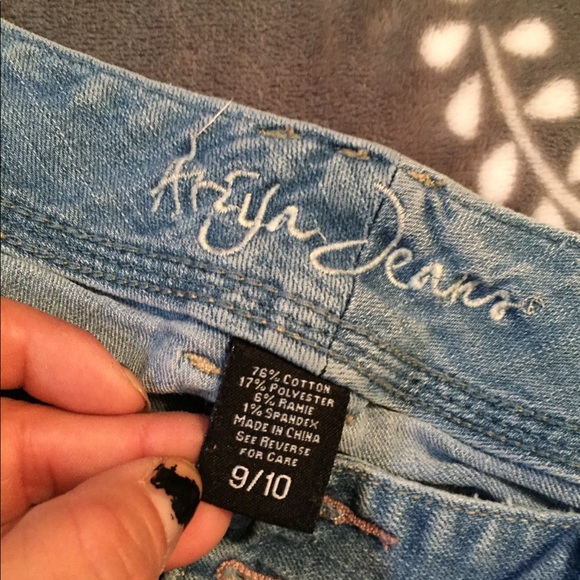 ArEya Jeans®
76% COTTON
17% POLYESTER
6% RAMIE
1% SPANDEX
MADE IN CHINA
SEE REVERSE
FOR CARE
9/10